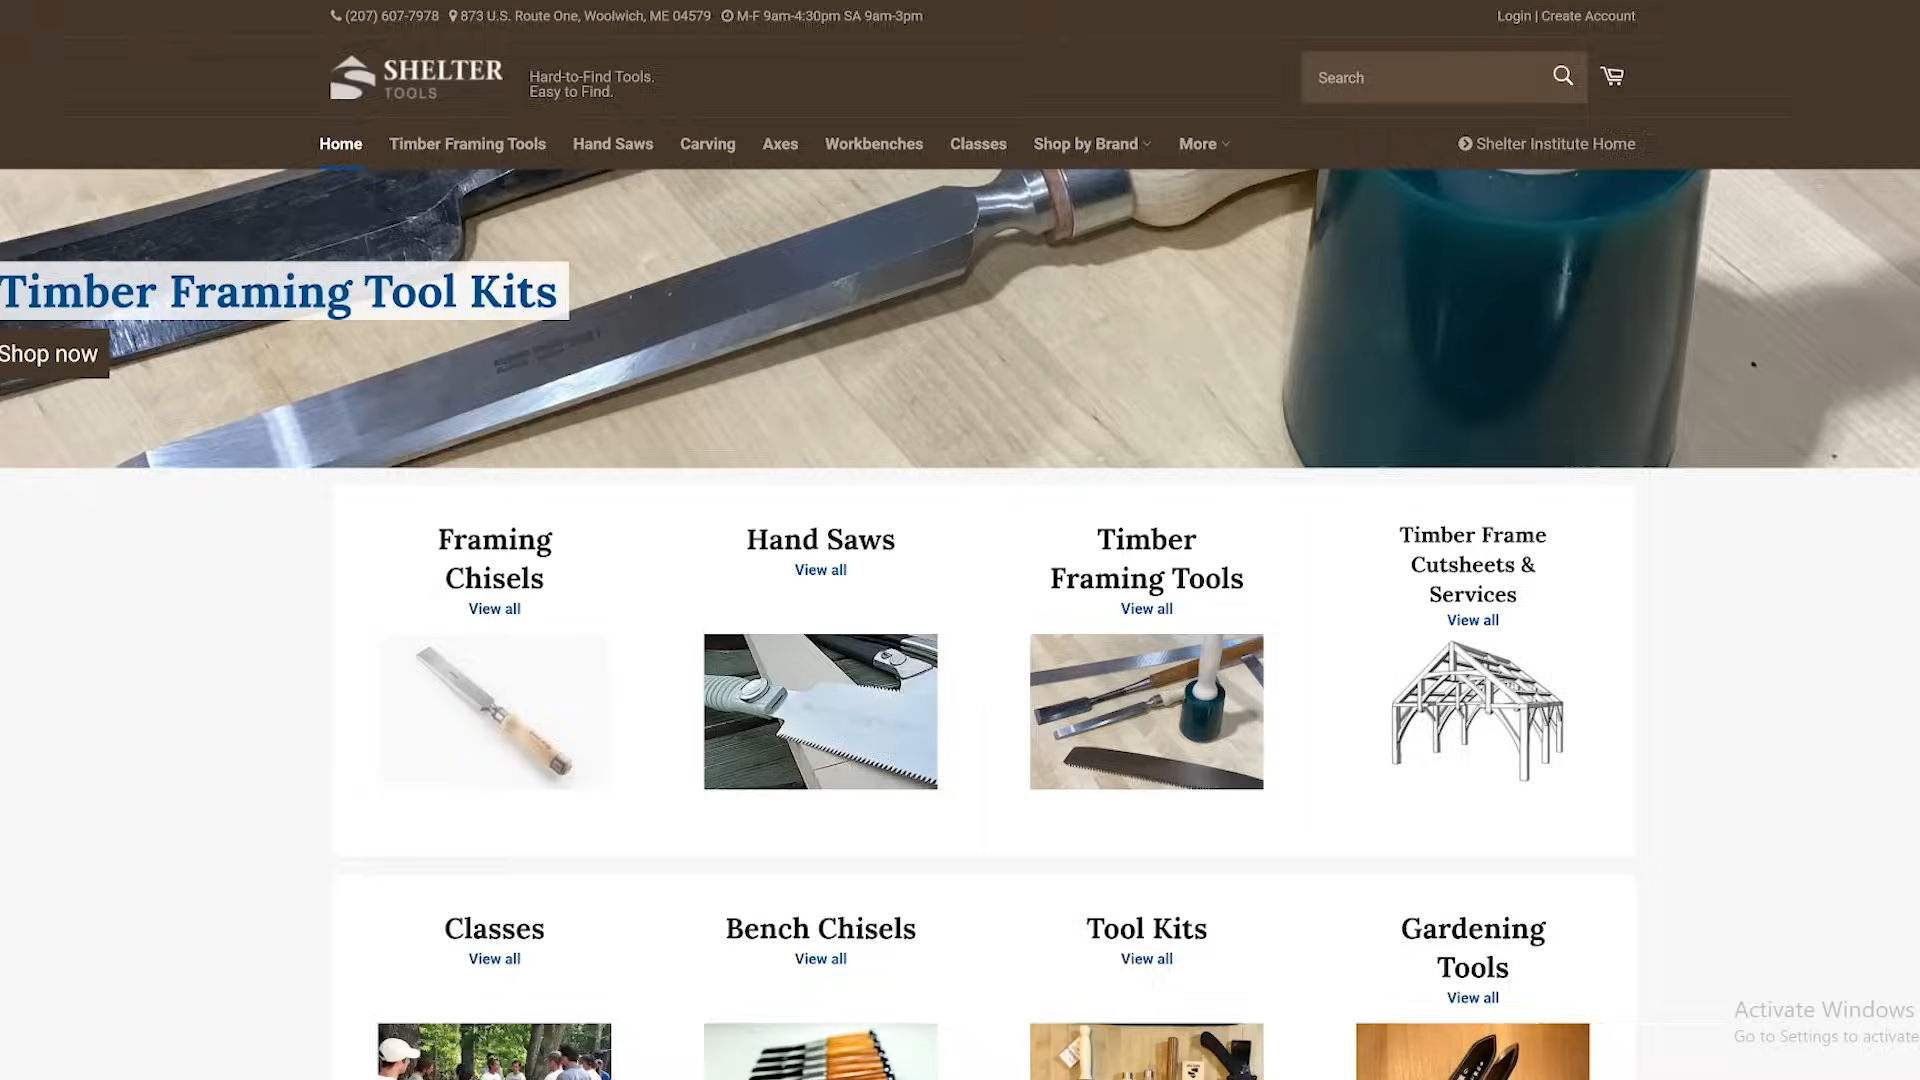 (207) 607-7978 873 U.S. Route One, Woolwich, ME 04579 M-F 9am-4:30pm SA 9am-3pm
Login | Create Account
SHELTER
TOOLS
Hard-to-Find Tools.
Easy to Find.
Search
Home Timber Framing Tools Hand Saws Carving Axes Workbenches Classes Shop by Brand More
Shelter Institute Home
Timber Framing Tool Kits
Shop now
Framing
Chisels
View all
Hand Saws
View all
Timber
Framing Tools
View all
Timber Frame
Cutsheets &
Services
View all
Classes
View all
Bench Chisels
View all
Tool Kits
View all
Gardening
Tools
View all
Activate Windows
Go to Settings to activate